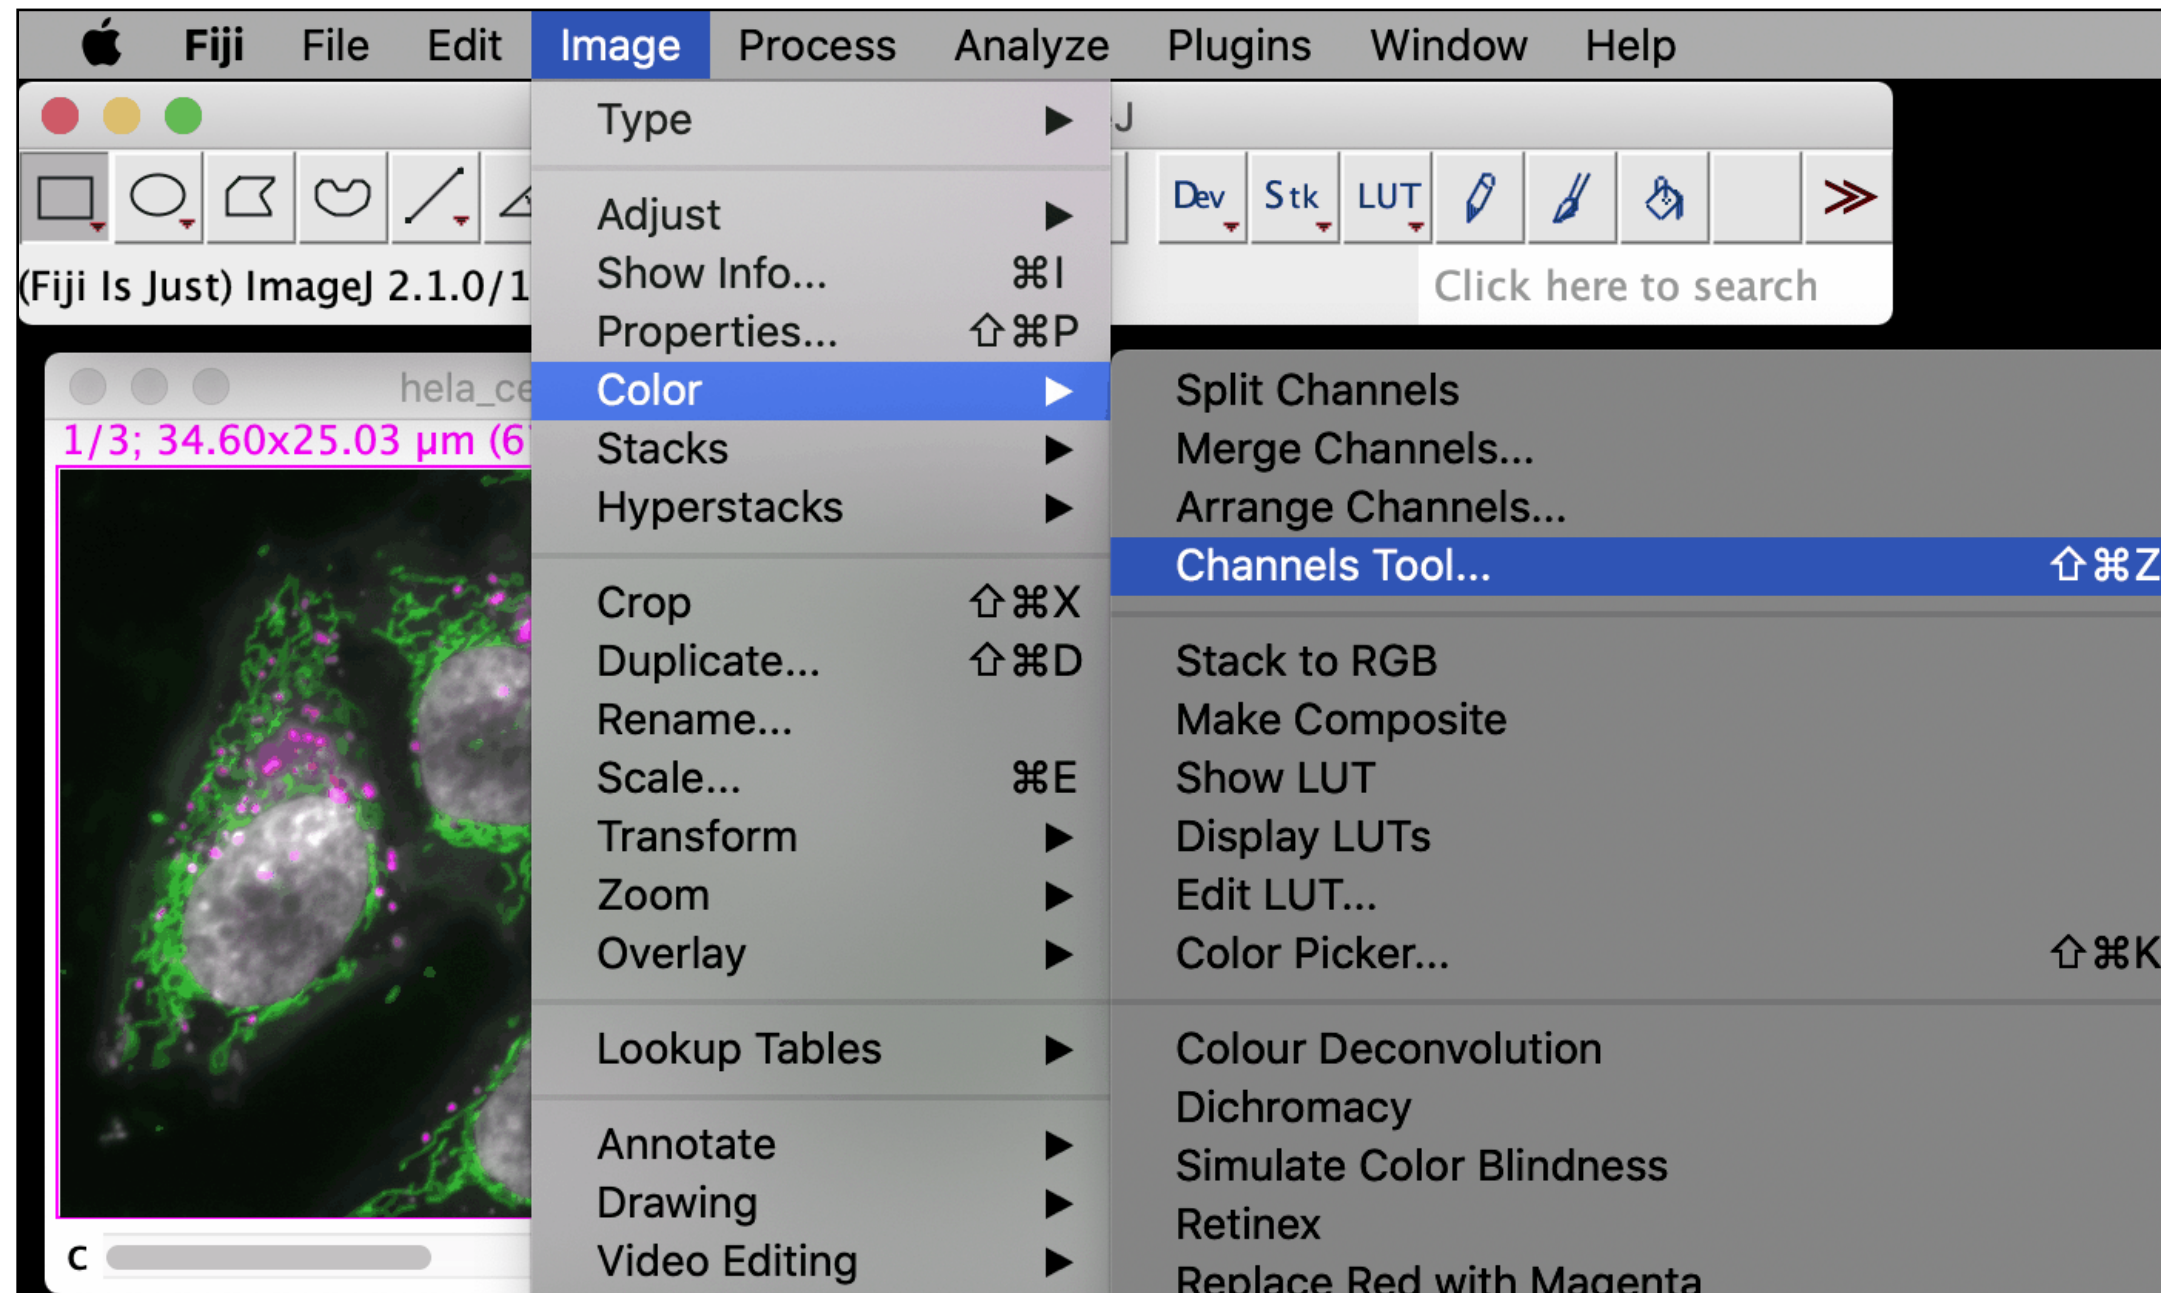 Fiji File Edit Image Process Analyze Plugins Window Help
J
Dev Stk LUT
(Fiji Is Just) ImageJ 2.1.0/1
Click here to search
hela_ce
1/3; 34.60x25.03 µm (6
C
Type
Adjust
Show Info... ⌘I
Properties... ⇧⌘P
Color
Stacks
Hyperstacks
Crop ⇧⌘X
Duplicate... ⇧⌘D
Rename...
Scale... ⌘E
Transform
Zoom
Overlay
Lookup Tables
Annotate
Drawing
Video Editing
Split Channels
Merge Channels...
Arrange Channels...
Channels Tool... ⇧⌘Z
Stack to RGB
Make Composite
Show LUT
Display LUTs
Edit LUT...
Color Picker... ⇧⌘K
Colour Deconvolution
Dichromacy
Simulate Color Blindness
Retinex
Replace Red with Magenta